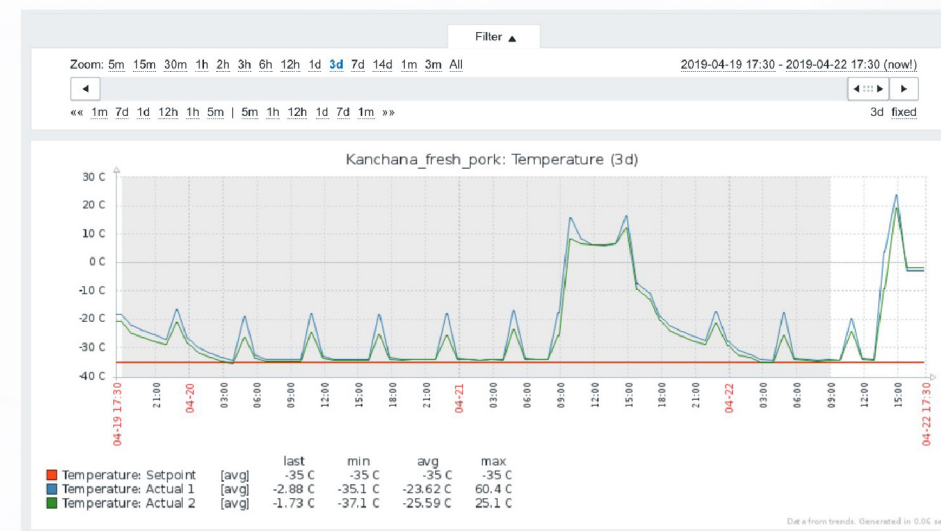 Filter ▲
Zoom: 5m 15m 30m 1h 2h 3h 6h 12h 1d 3d 7d 14d 1m 3m All 2019-04-19 17:30 - 2019-04-22 17:30 (now!)
«« 1m 7d 1d 12h 1h 5m | 5m 1h 12h 1d 7d 1m »» 3d fixed
Kanchana_fresh_pork: Temperature (3d)
30 C
20 C
10 C
0 C
-10 C
-20 C
-30 C
-40 C
04-19 17:30 21:00 04-20 03:00 06:00 09:00 12:00 15:00 18:00 21:00 04-21 03:00 06:00 09:00 12:00 15:00 18:00 21:00 04-22 03:00 06:00 09:00 12:00 15:00 04-22 17:30
last min avg max
Temperature: Setpoint [avg] -35 C -35 C -35 C -35 C
Temperature: Actual 1 [avg] -2.88 C -35.1 C -23.62 C 60.4 C
Temperature: Actual 2 [avg] -1.73 C -37.1 C -25.59 C 25.1 C
Data from trends. Generated in 0.06